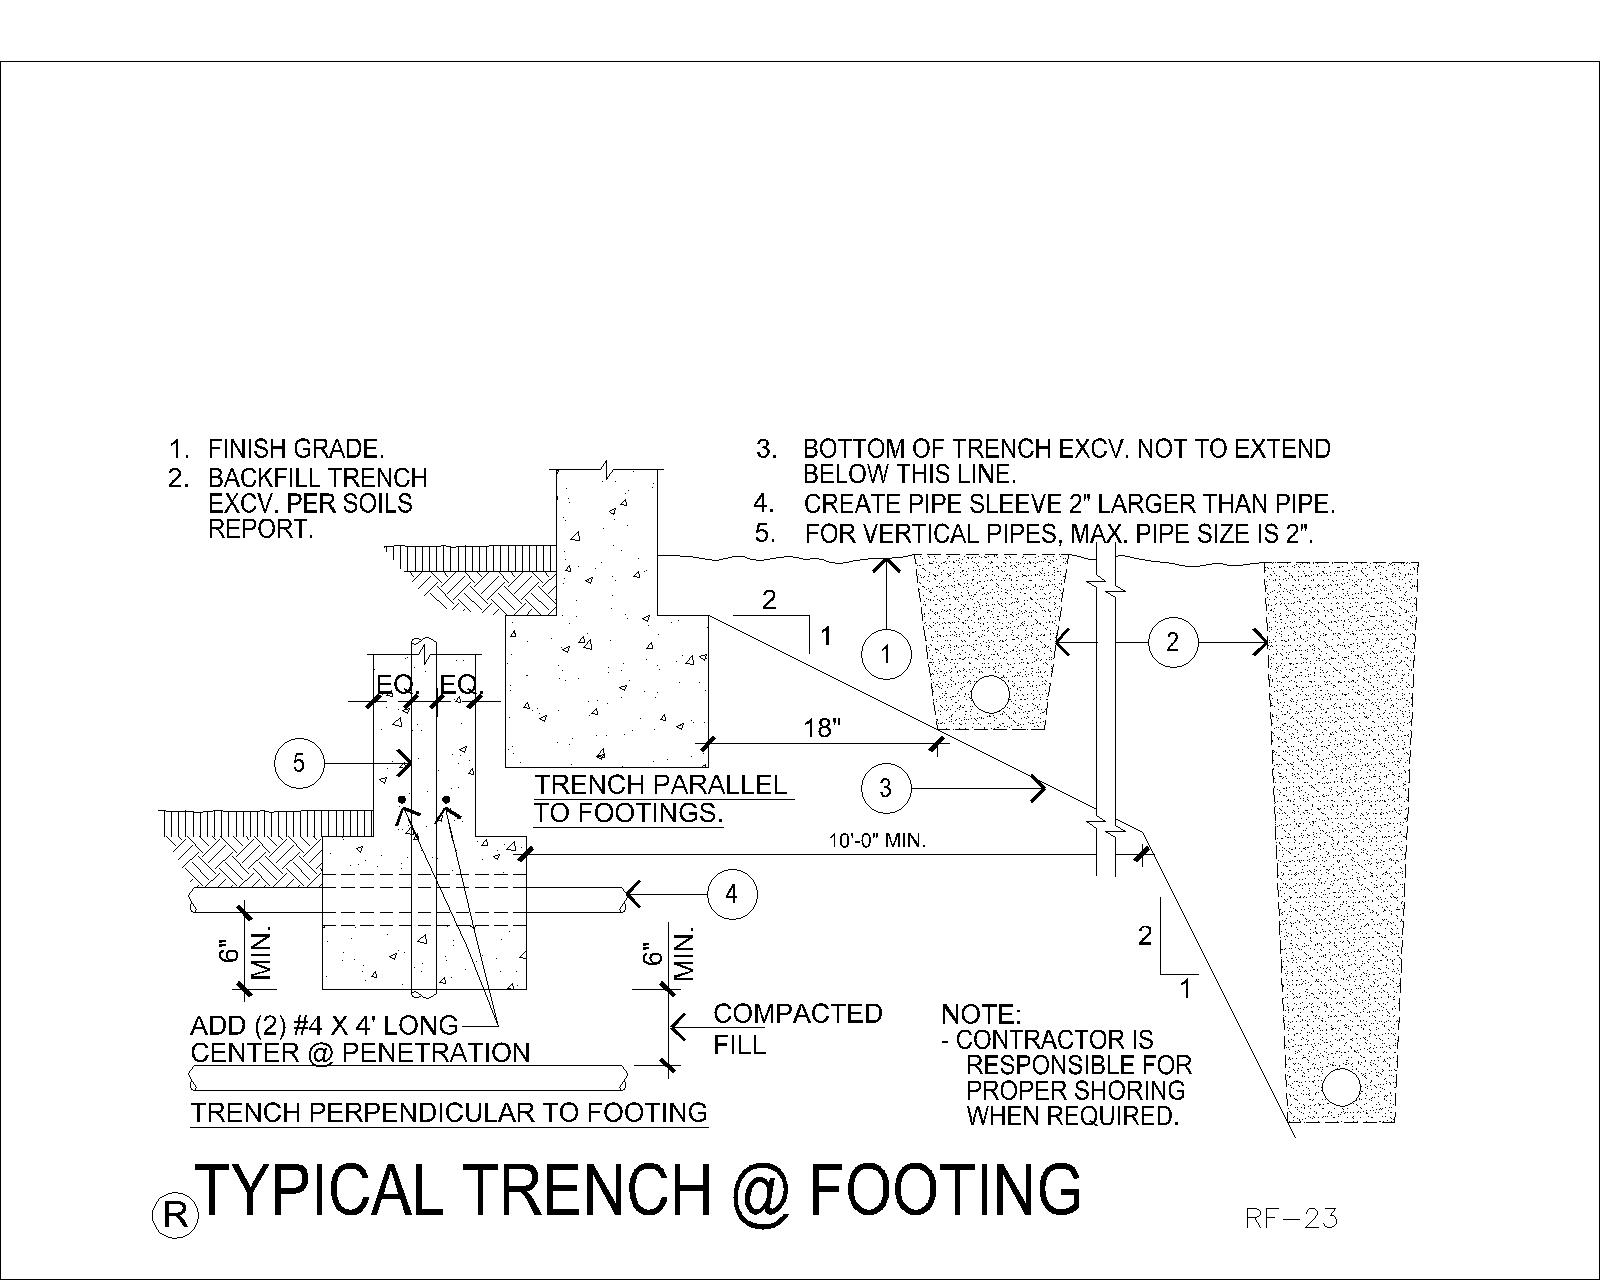 1. FINISH GRADE.
2. BACKFILL TRENCH
EXCV. PER SOILS
REPORT.
3. BOTTOM OF TRENCH EXCV. NOT TO EXTEND
BELOW THIS LINE.
4. CREATE PIPE SLEEVE 2" LARGER THAN PIPE.
5. FOR VERTICAL PIPES, MAX. PIPE SIZE IS 2".
2
1
1
2
EQ. EQ.
18"
5
TRENCH PARALLEL
TO FOOTINGS.
3
10'-0" MIN.
4
6"
MIN.
6"
MIN.
2
1
ADD (2) #4 X 4' LONG
CENTER @ PENETRATION
COMPACTED
FILL
NOTE:
- CONTRACTOR IS
RESPONSIBLE FOR
PROPER SHORING
WHEN REQUIRED.
TRENCH PERPENDICULAR TO FOOTING
R TYPICAL TRENCH @ FOOTING
RF-23